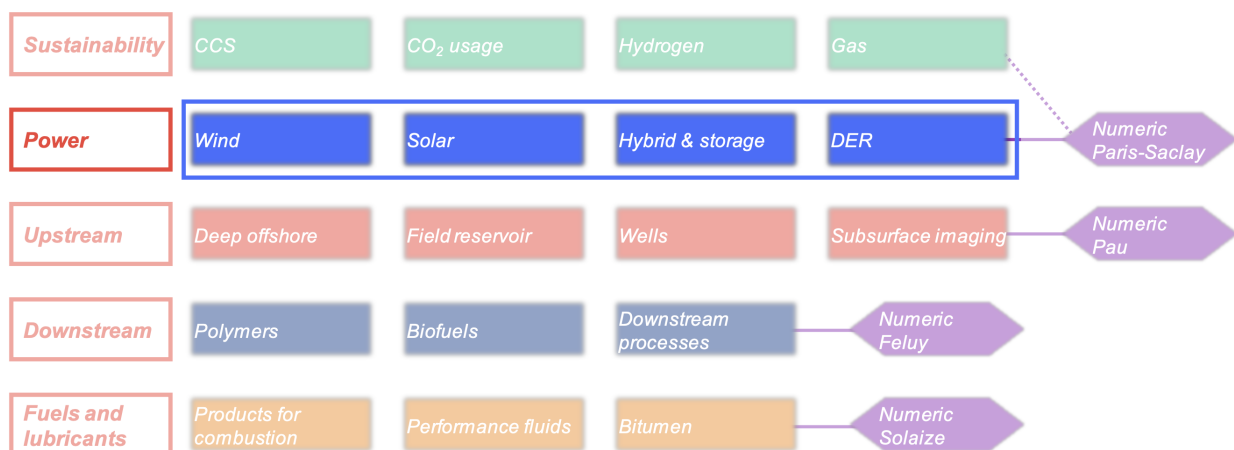 Sustainability
CCS
CO₂ usage
Hydrogen
Gas
Power
Wind
Solar
Hybrid & storage
DER
Numeric
Paris-Saclay
Upstream
Deep offshore
Field reservoir
Wells
Subsurface imaging
Numeric
Pau
Downstream
Polymers
Biofuels
Downstream
processes
Numeric
Feluy
Fuels and
lubricants
Products for
combustion
Performance fluids
Bitumen
Numeric
Solaize